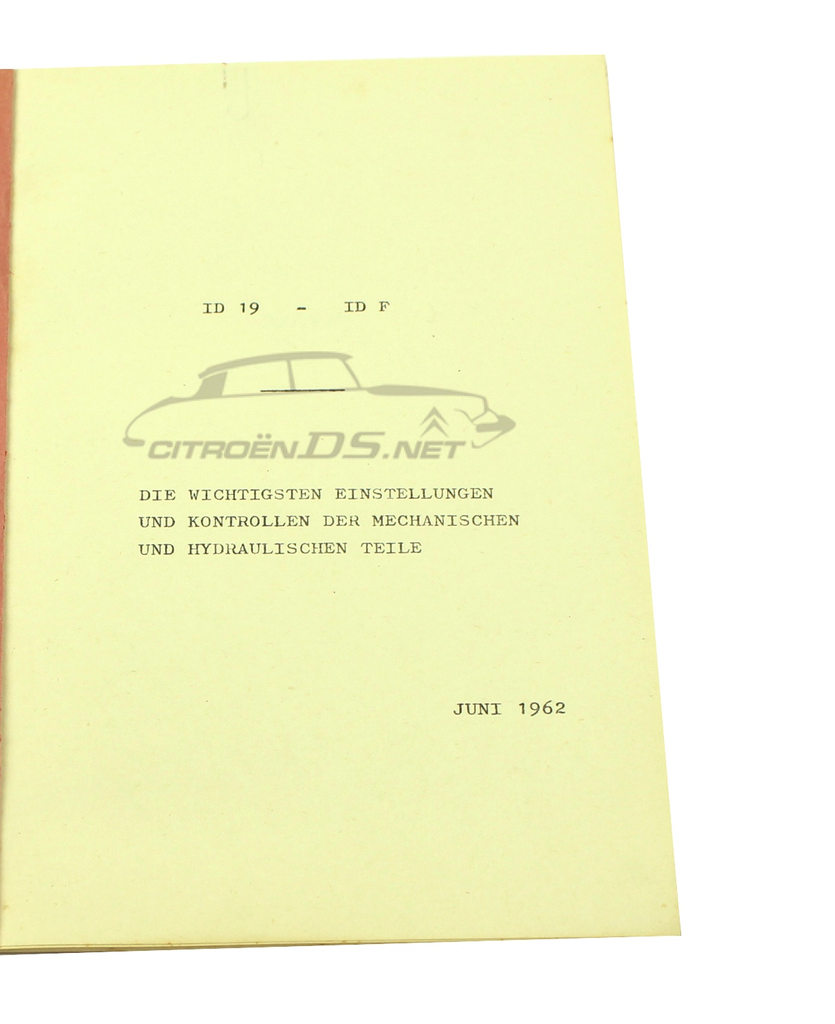 ID 19 - ID F
CITROËNDS.NET
DIE WICHTIGSTEN EINSTELLUNGEN
UND KONTROLLEN DER MECHANISCHEN
UND HYDRAULISCHEN TEILE
JUNI 1962